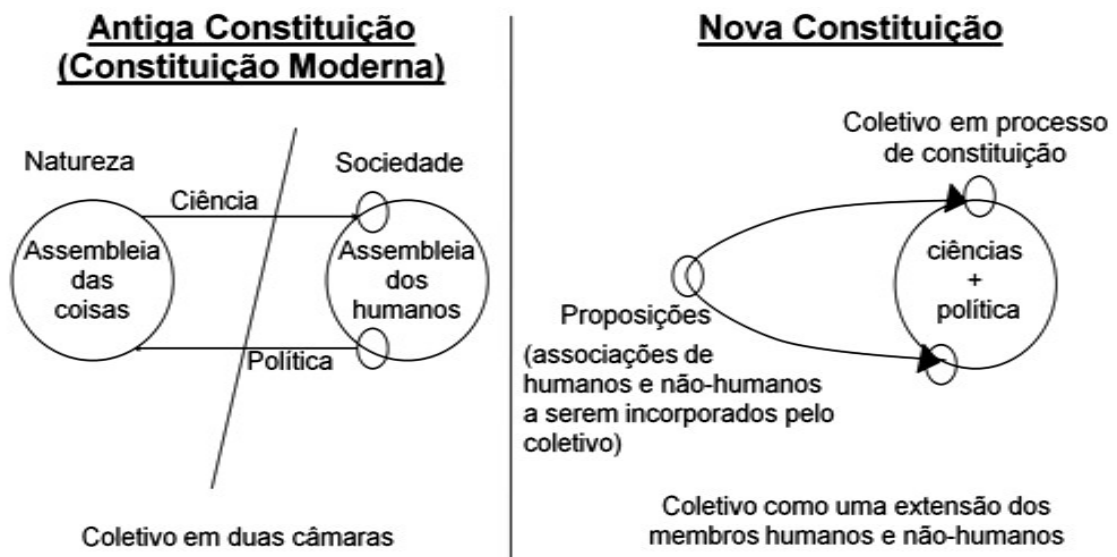 Antiga Constituição
(Constituição Moderna)
Natureza
Sociedade
Ciência
Assembleia
das
coisas
Assembleia
dos
humanos
Política
Coletivo em duas câmaras
Nova Constituição
Coletivo em processo
de constituição
ciências
+
política
Proposições
(associações de
humanos e não-humanos
a serem incorporados pelo
coletivo)
Coletivo como uma extensão dos
membros humanos e não-humanos